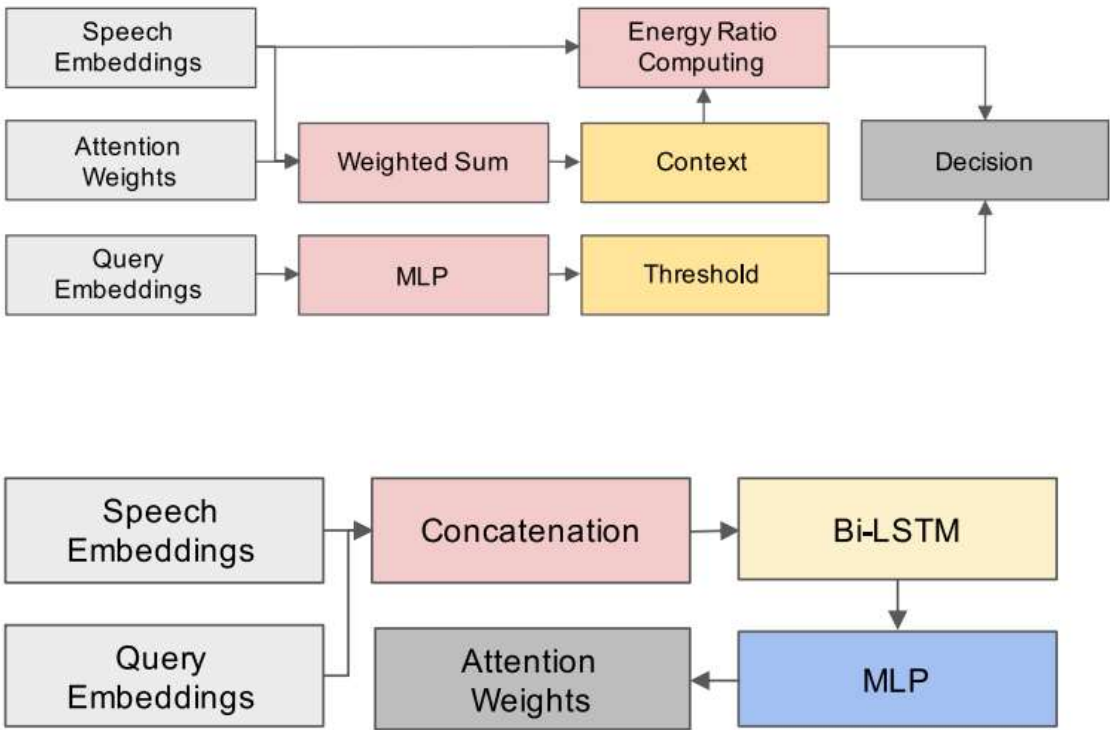 Speech
Embeddings
Energy Ratio
Computing
Attention
Weights
Weighted Sum
Context
Decision
Query
Embeddings
MLP
Threshold
Speech
Embeddings
Concatenation
Bi-LSTM
Query
Embeddings
Attention
Weights
MLP